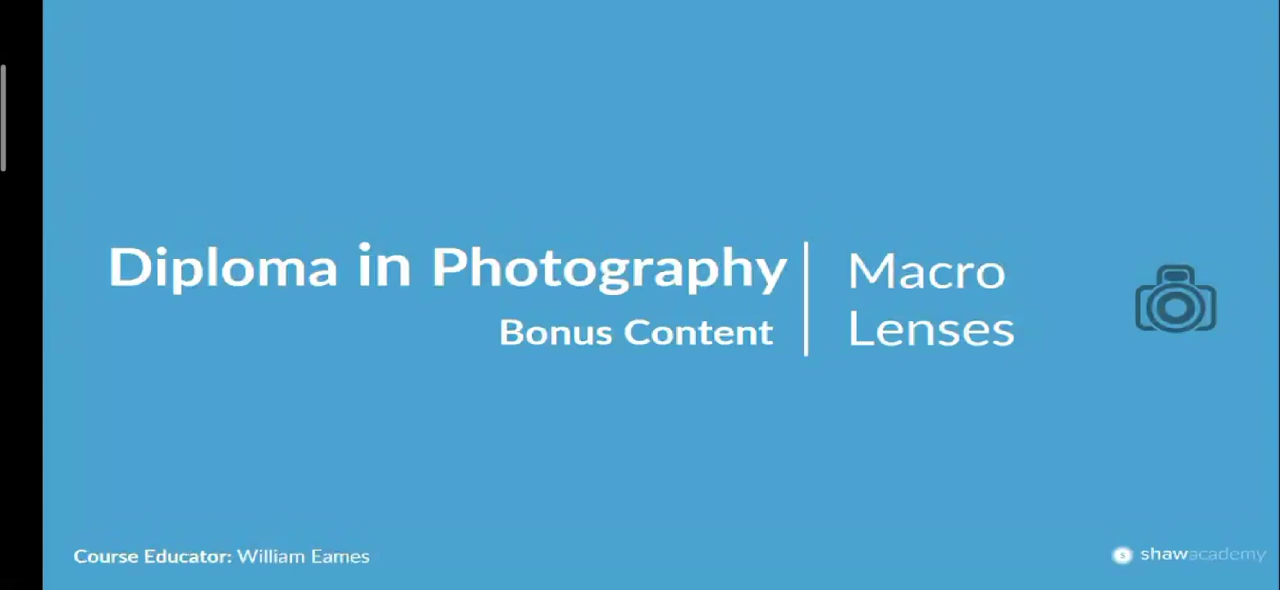 Diploma in Photography
Bonus Content
Macro
Lenses
Course Educator: William Eames
s shawacademy